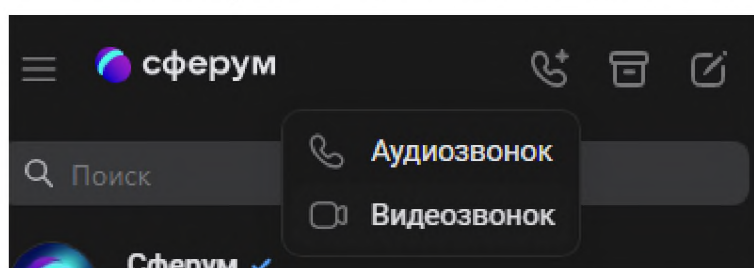 сферум
Аудиозвонок
Поиск
Видеозвонок
Сферум